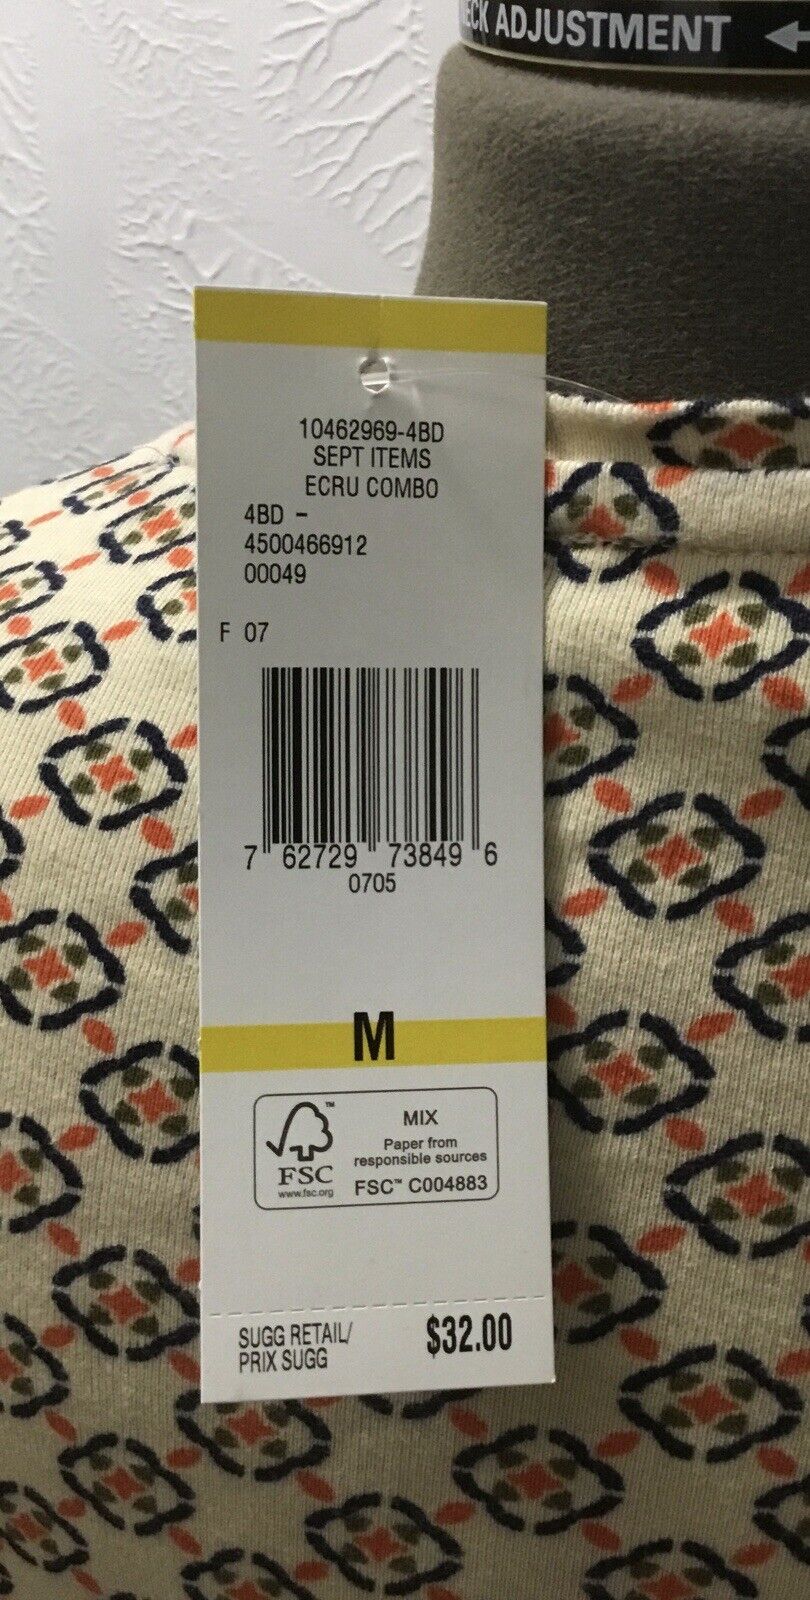 ECK ADJUSTMENT
10462969-4BD
SEPT ITEMS
ECRU COMBO
4BD -
4500466912
00049
F 07
7 62729 73849 6
0705
M
FSC
www.fsc.org
MIX
Paper from
responsible sources
FSC™ C004883
SUGG RETAIL/
PRIX SUGG
$32.00